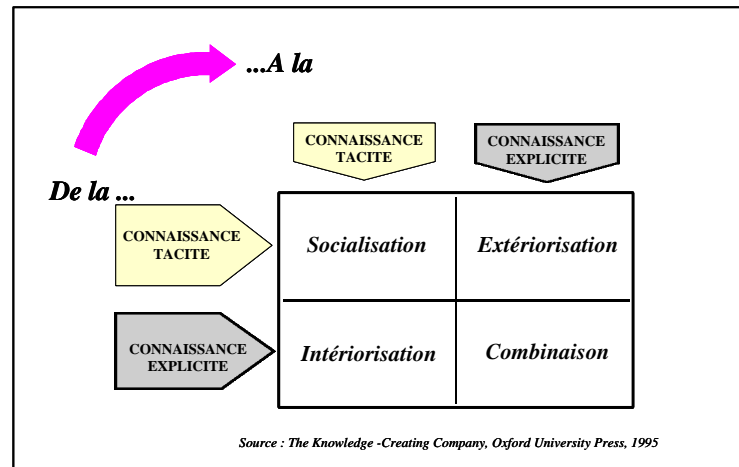 ...A la
CONNAISSANCE
TACITE
CONNAISSANCE
EXPLICITE
De la ...
CONNAISSANCE
TACITE
Socialisation
Extériorisation
CONNAISSANCE
EXPLICITE
Intériorisation
Combinaison
Source : The Knowledge -Creating Company, Oxford University Press, 1995